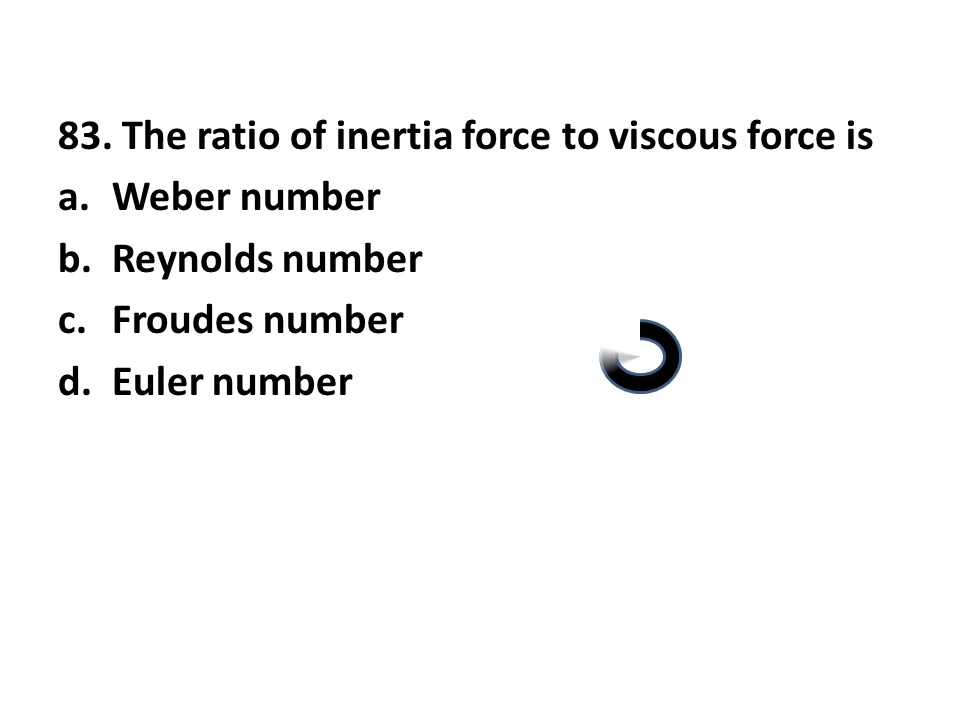 83. The ratio of inertia force to viscous force is
a. Weber number
b. Reynolds number
c. Froudes number
d. Euler number